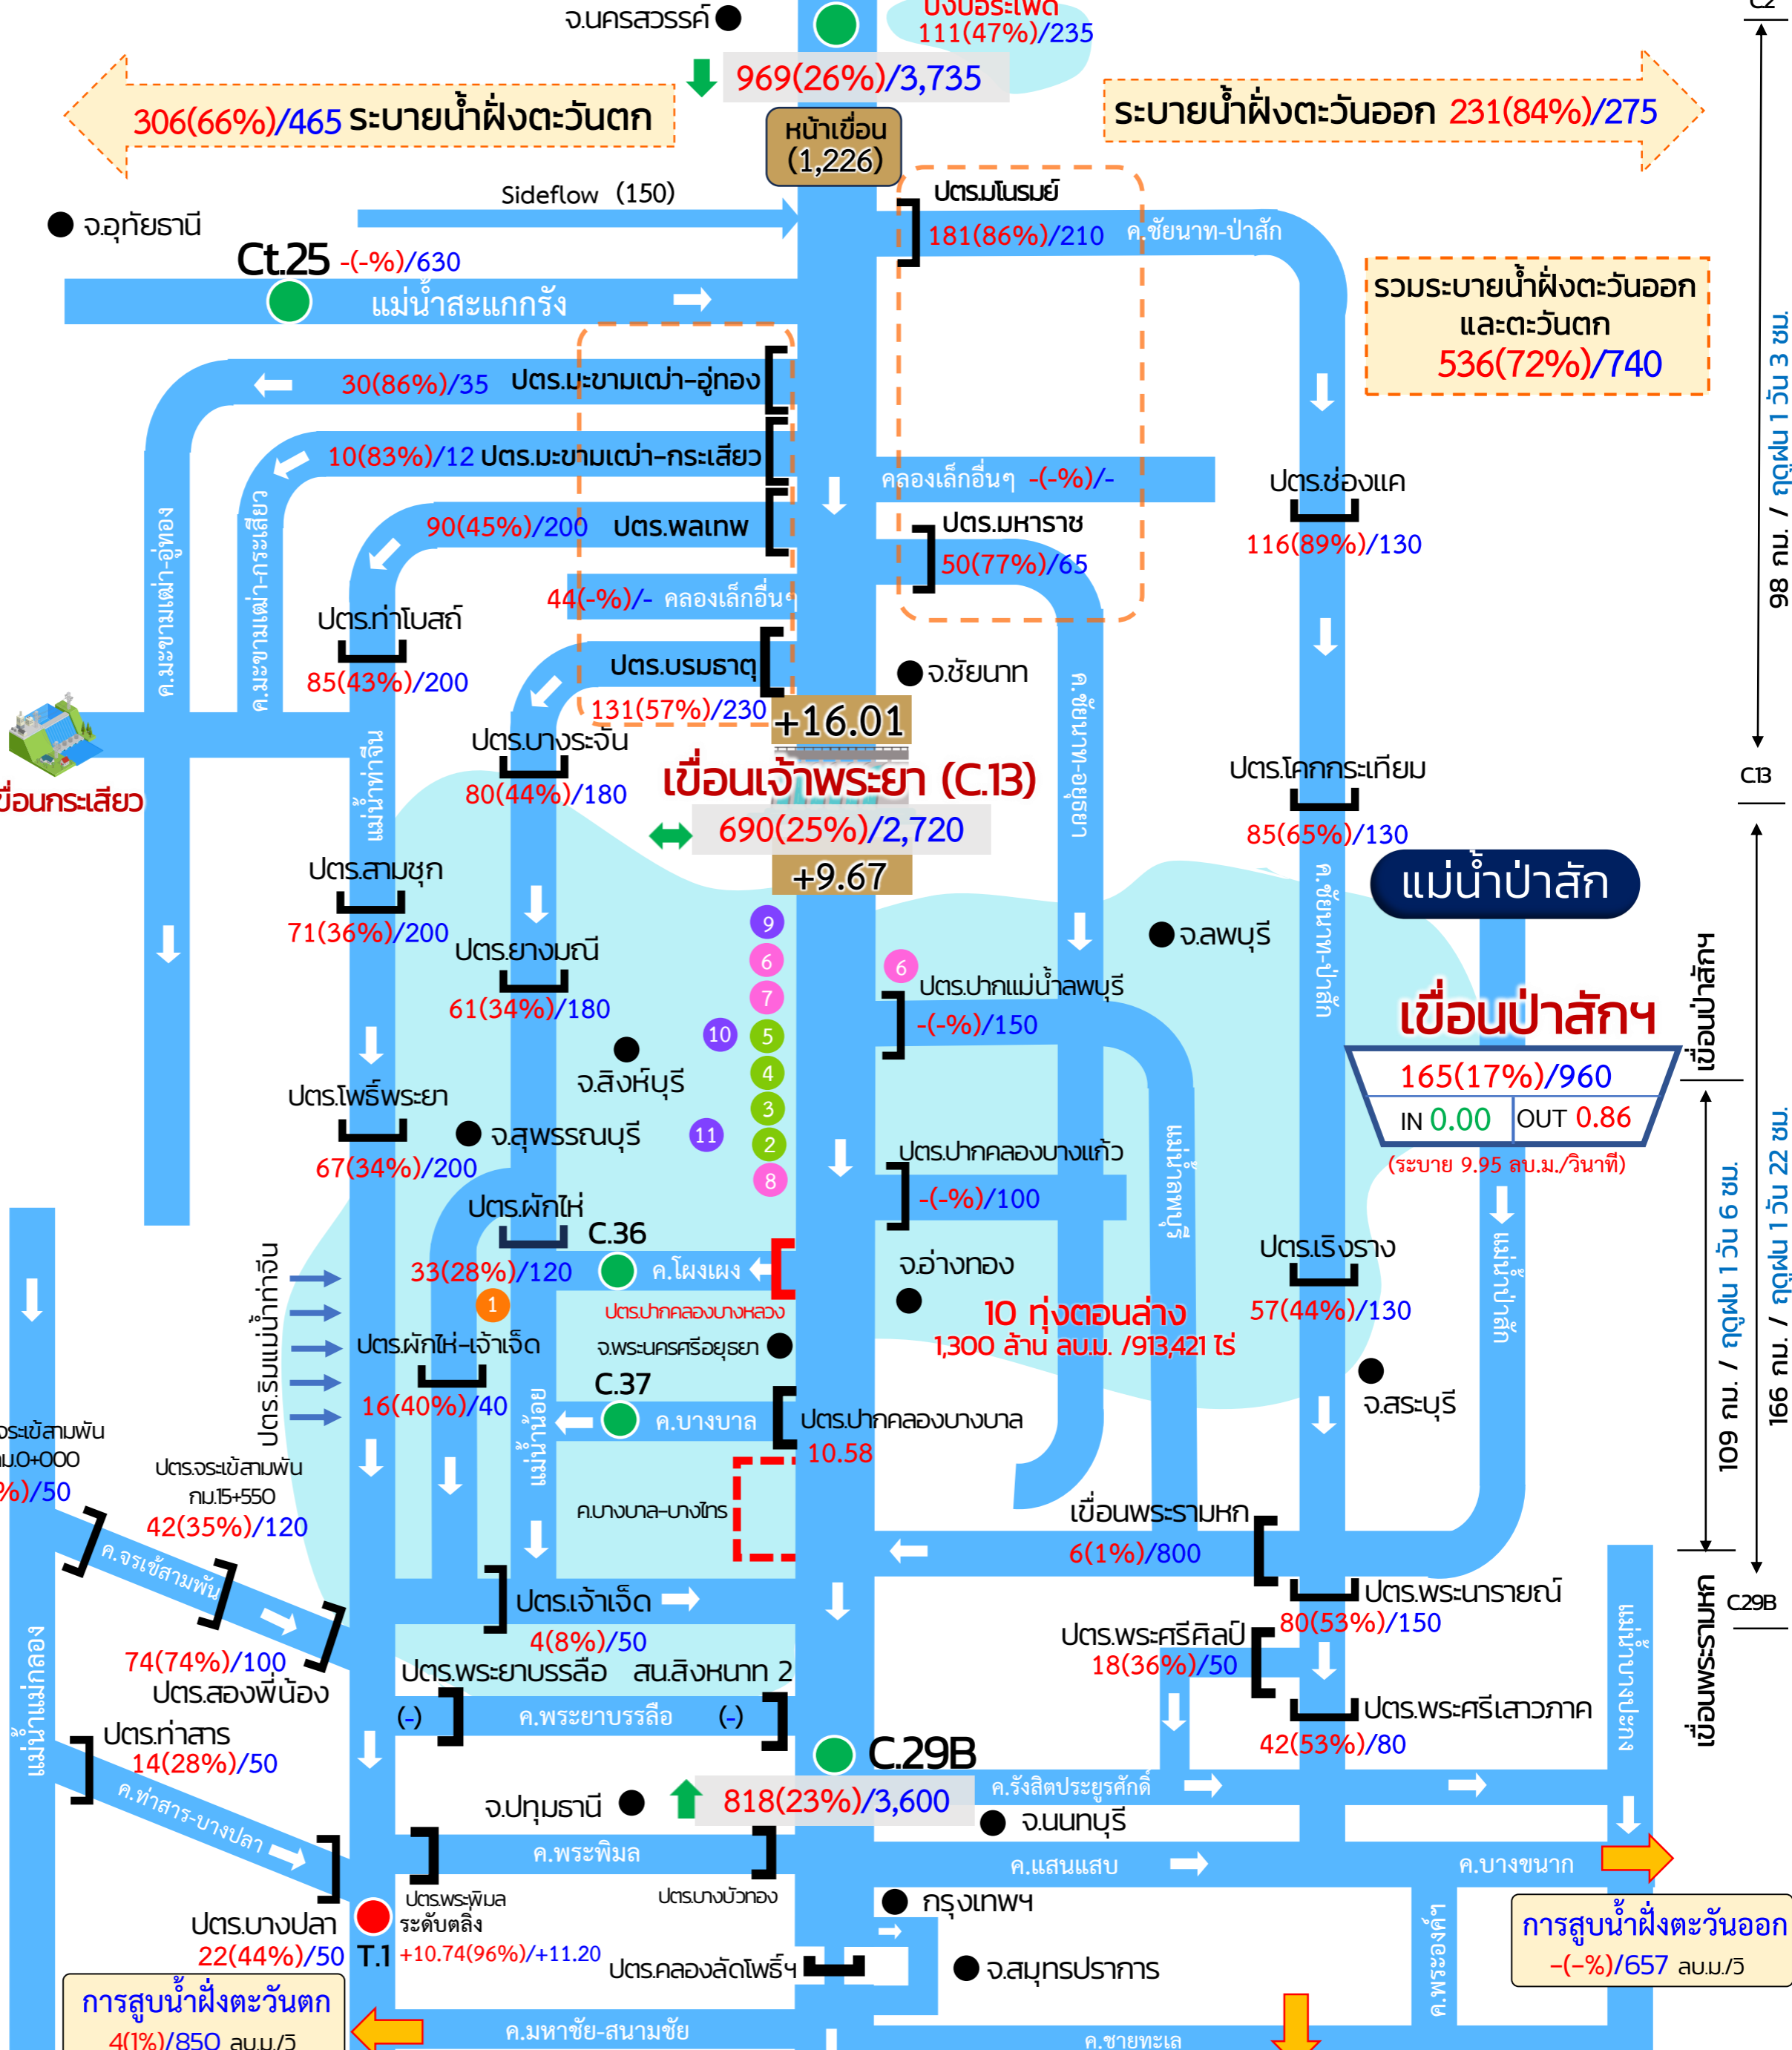 จ.นครสวรรค์
บึงบอระเพ็ด
111(47%)/235
C.2
969(26%)/3,735
306(66%)/465 ระบายน้ำฝั่งตะวันตก
ระบายน้ำฝั่งตะวันออก 231(84%)/275
หน้าเขื่อน
(1,226)
Sideflow (150)
จ.อุทัยธานี
Ct.25 -(-%)/630
แม่น้ำสะแกกรัง
ปตร.มโนรมย์
181(86%)/210 ค.ชัยนาท-ป่าสัก
รวมระบายน้ำฝั่งตะวันออก
และตะวันตก
536(72%)/740
98 กม. / ฤดูฝน 1 วัน 3 ชม.
30(86%)/35 ปตร.มะขามเฒ่า-อู่ทอง
10(83%)/12 ปตร.มะขามเฒ่า-กระเสียว
คลองเล็กอื่นๆ -(-%)/-
ปตร.ช่องแค
116(89%)/130
90(45%)/200 ปตร.พลเทพ
ปตร.มหาราช
50(77%)/65
44(-%)/- คลองเล็กอื่นๆ
ค.มะขามเฒ่า-อู่ทอง
ค.มะขามเฒ่า-กระเสียว
ปตร.ท่าโบสถ์
85(43%)/200
ปตร.บรมธาตุ
131(57%)/230
จ.ชัยนาท
+16.01
ค.ชัยนาท-อยุธยา
แม่น้ำท่าจีน
ปตร.บางระจัน
80(44%)/180
เขื่อนเจ้าพระยา (C.13)
690(25%)/2,720
+9.67
ปตร.โคกกระเทียม
85(65%)/130
C.13
ขื่อนกระเสียว
ปตร.สามชุก
71(36%)/200
ปตร.ยางมณี
61(34%)/180
9
6
7
5
4
3
2
8
10
11
6
ปตร.ปากแม่น้ำลพบุรี
-(-%)/150
จ.ลพบุรี
ค.ชัยนาท-ป่าสัก
แม่น้ำป่าสัก
เขื่อนป่าสักฯ
165(17%)/960
IN 0.00 OUT 0.86
(ระบาย 9.95 ลบ.ม./วินาที)
เขื่อนป่าสักฯ
109 กม. / ฤดูฝน 1 วัน 6 ชม.
166 กม. / ฤดูฝน 1 วัน 22 ชม.
จ.สิงห์บุรี
ปตร.โพธิ์พระยา
67(34%)/200
จ.สุพรรณบุรี
ปตร.ปากคลองบางแก้ว
-(-%)/100
แม่น้ำลพบุรี
แม่น้ำป่าสัก
ปตร.ผักไห่
33(28%)/120
1
C.36
ค.โผงเผง
ปตร.ปากคลองบางหลวง
จ.อ่างทอง
ปตร.เริงราง
57(44%)/130
10 ทุ่งตอนล่าง
1,300 ล้าน ลบ.ม. /913,421 ไร่
ปตร.ริมแม่น้ำท่าจีน
จ.พระนครศรีอยุธยา
ปตร.ผักไห่-เจ้าเจ็ด
16(40%)/40
C.37
ค.บางบาล
แม่น้ำน้อย
ปตร.ปากคลองบางบาล
10.58
จ.สระบุรี
จระเข้สามพัน
ม.0+000
%)/50
ปตร.จระเข้สามพัน
กม.15+550
42(35%)/120
ค.จรเข้สามพัน
ค.บางบาล-บางไทร
เขื่อนพระรามหก
6(1%)/800
ปตร.พระนารายณ์
80(53%)/150
C.29B
เขื่อนพระรามหก
แม่น้ำบางปะกง
ปตร.เจ้าเจ็ด
4(8%)/50
ปตร.พระศรีศิลป์
18(36%)/50
แม่น้ำแม่กลอง
74(74%)/100
ปตร.สองพี่น้อง
ปตร.พระยาบรรลือ สน.สิงหนาท 2
(-) ค.พระยาบรรลือ (-)
ปตร.พระศรีเสาวภาค
42(53%)/80
ปตร.ท่าสาร
14(28%)/50
ค.ท่าสาร-บางปลา
C.29B
818(23%)/3,600
จ.ปทุมธานี
ค.รังสิตประยูรศักดิ์
จ.นนทบุรี
ค.พระพิมล
ค.แสนแสบ
ค.บางขนาก
ปตร.พระพิมล
ปตร.บางบัวทอง
ปตร.บางปลา
22(44%)/50
T.1
ระดับตลิ่ง
+10.74(96%)/+11.20
กรุงเทพฯ
ปตร.คลองลัดโพธิ์ฯ
จ.สมุทรปราการ
ค.พระองค์ฯ
การสูบน้ำฝั่งตะวันออก
-(-%)/657 ลบ.ม./วิ
การสูบน้ำฝั่งตะวันตก
4(1%)/850 ลบ.ม./วิ
ค.มหาชัย-สนามชัย
ค.ชายทะเล